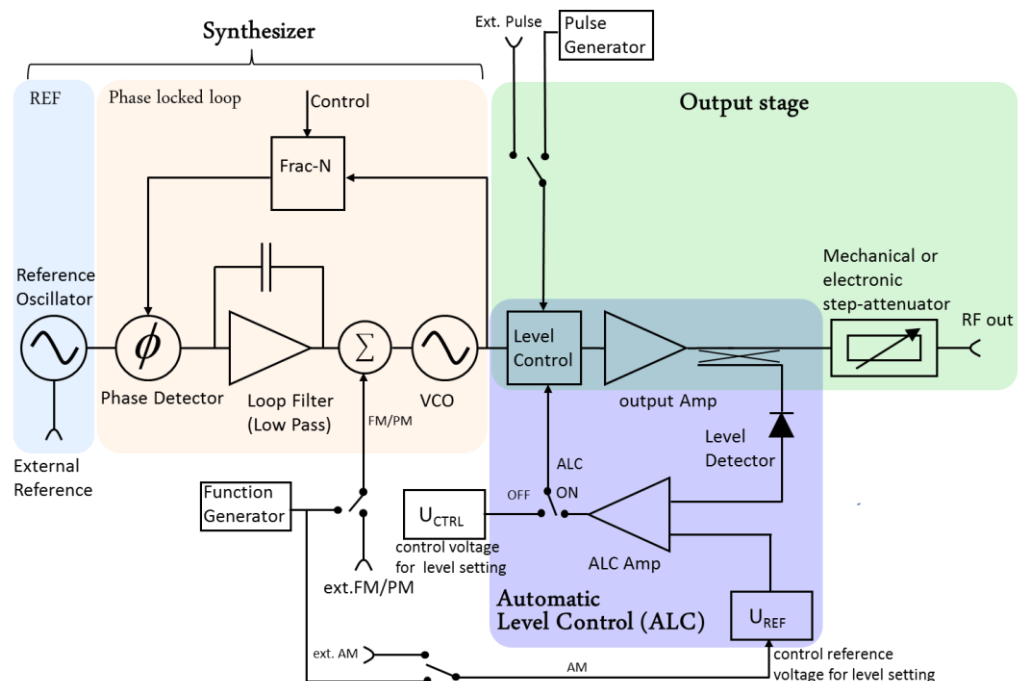 Synthesizer
Ext. Pulse
Pulse
Generator
REF
Phase locked loop
Control
Output stage
Frac-N
Reference
Oscillator
ϕ
Phase Detector
Loop Filter
(Low Pass)
Σ
VCO
Level
Control
output Amp
Mechanical or
electronic
step-attenuator
RF out
FM/PM
Level
Detector
External
Reference
Function
Generator
ext.FM/PM
ALC
OFF
ON
U_CTRL
control voltage
for level setting
ALC Amp
Automatic
Level Control (ALC)
U_REF
control reference
voltage for level setting
ext. AM
AM